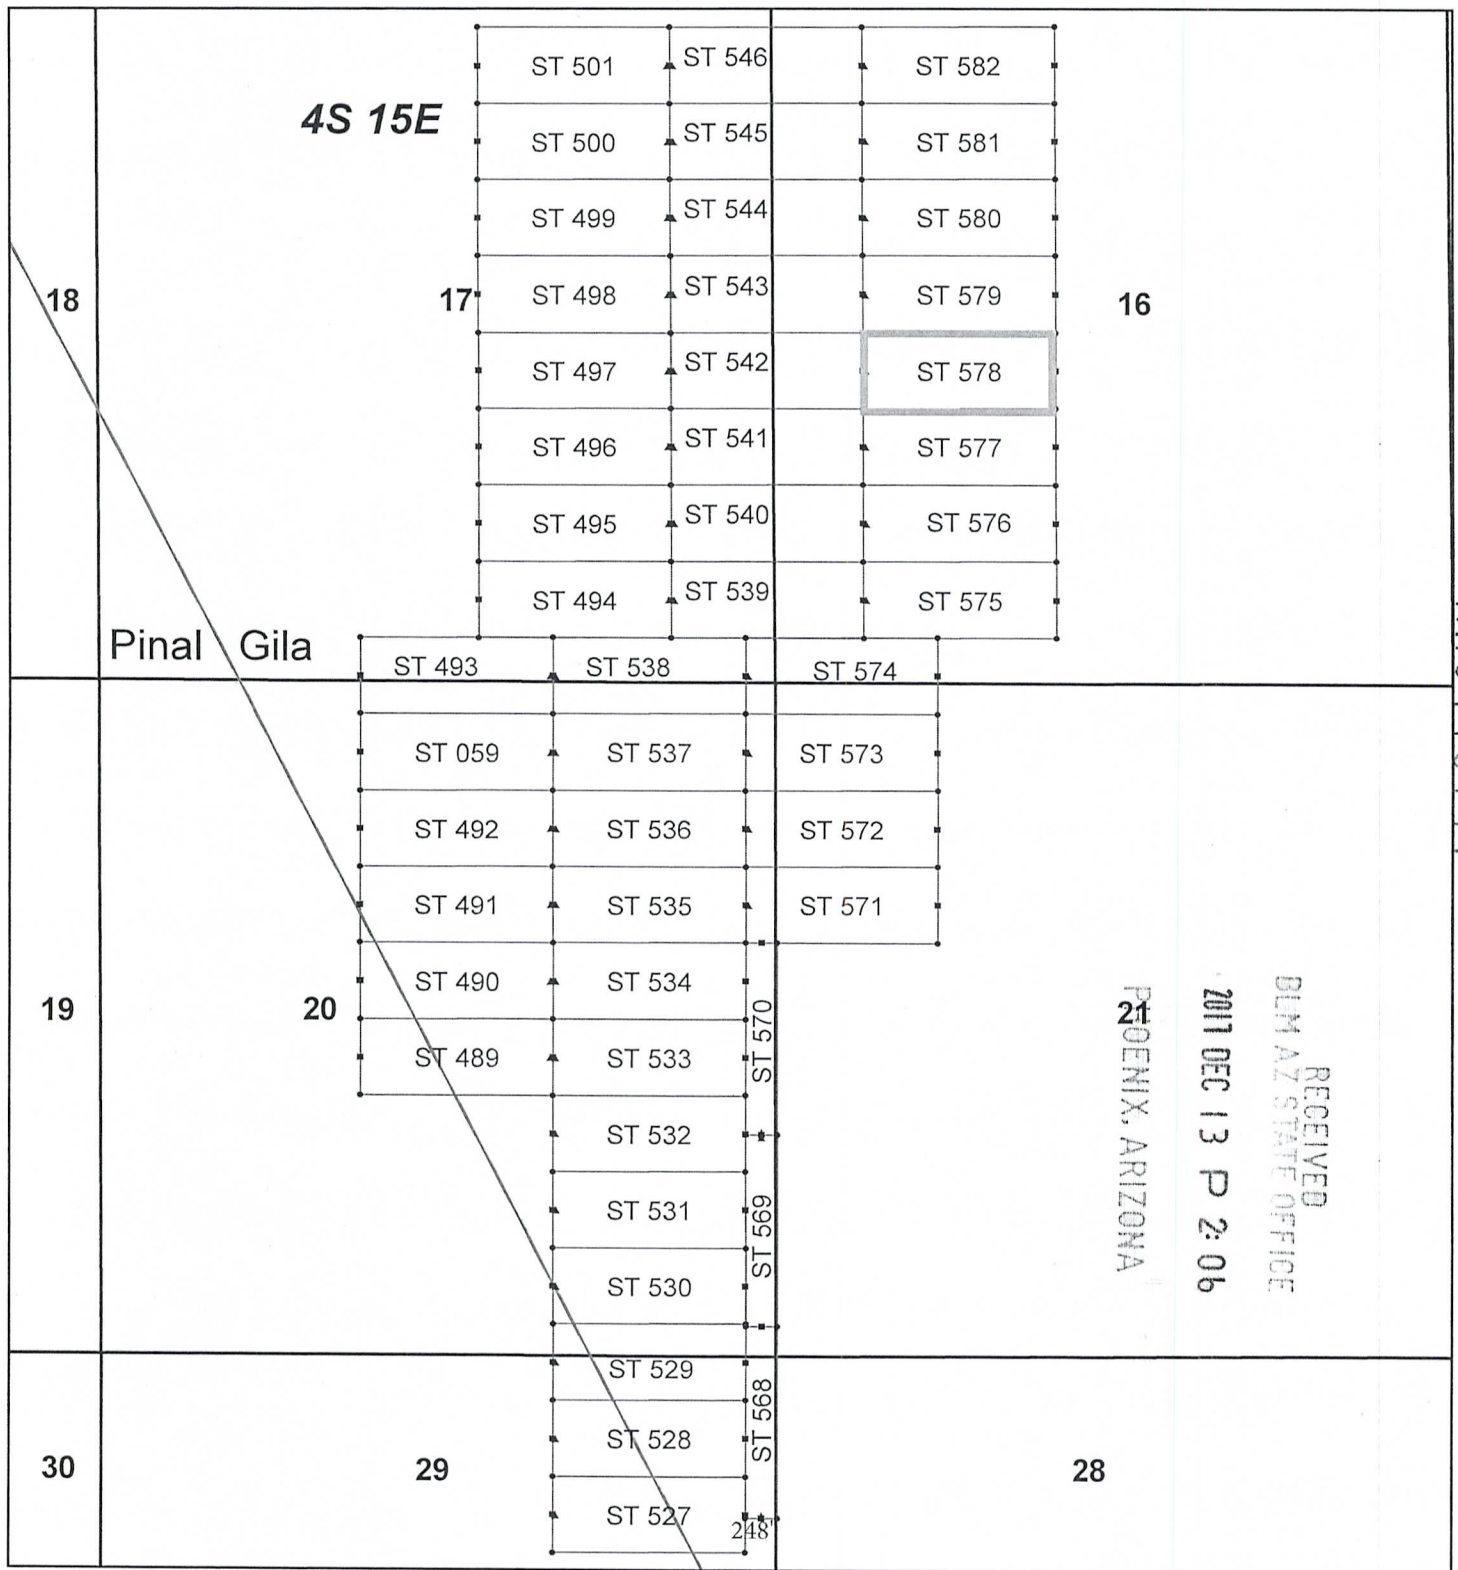 ST 501 ST 546 ST 582
4S 15E
ST 500 ST 545 ST 581
ST 499 ST 544 ST 580
18 17 ST 498 ST 543 ST 579 16
ST 497 ST 542 ST 578
ST 496 ST 541 ST 577
ST 495 ST 540 ST 576
ST 494 ST 539 ST 575
Pinal Gila
ST 493 ST 538 ST 574
ST 059 ST 537 ST 573
ST 492 ST 536 ST 572
ST 491 ST 535 ST 571
ST 490 ST 534
19 20 21
ST 570
ST 489 ST 533
ST 532
ST 531
ST 569
ST 530
ST 529
ST 568
ST 528
30 29 28
ST 527
248'
RECEIVED
BLM AZ STATE OFFICE
2017 DEC 13 P 2:06
PHOENIX, ARIZONA